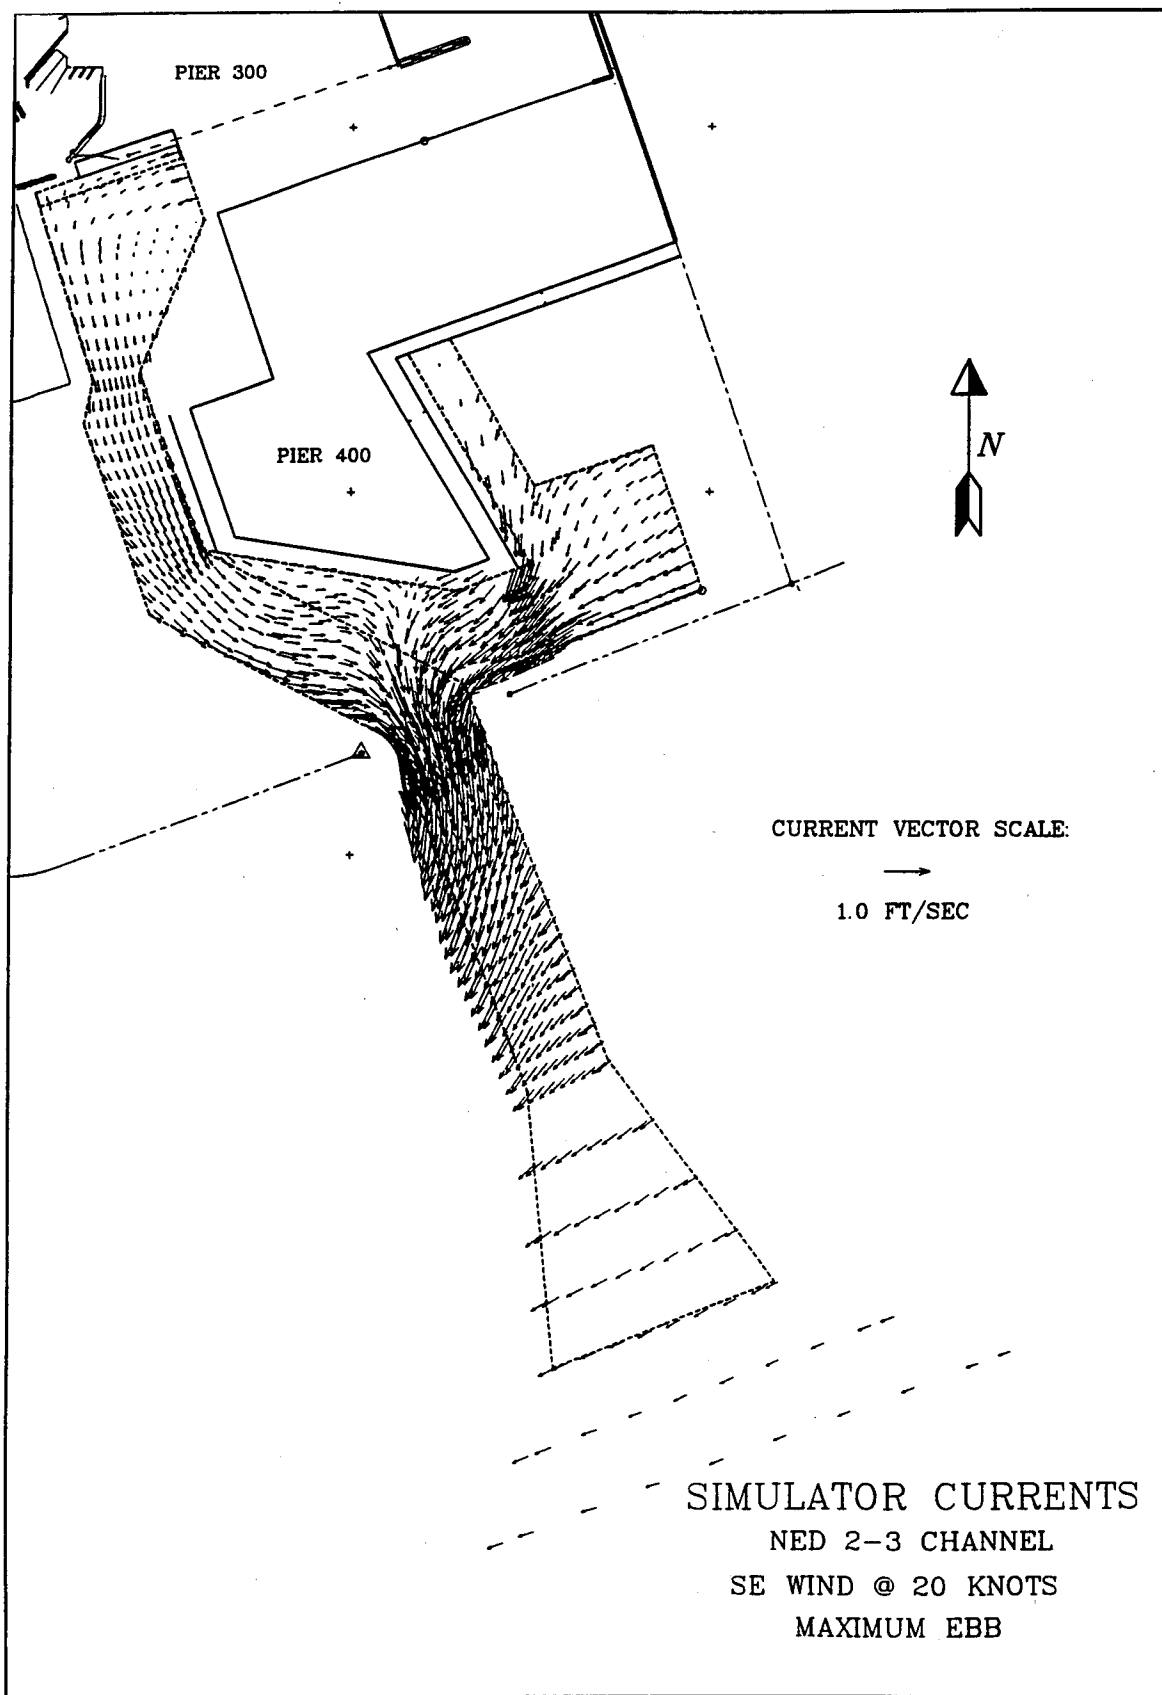 PIER 300
N
PIER 400
CURRENT VECTOR SCALE:
1.0 FT/SEC
SIMULATOR CURRENTS
NED 2-3 CHANNEL
SE WIND @ 20 KNOTS
MAXIMUM EBB